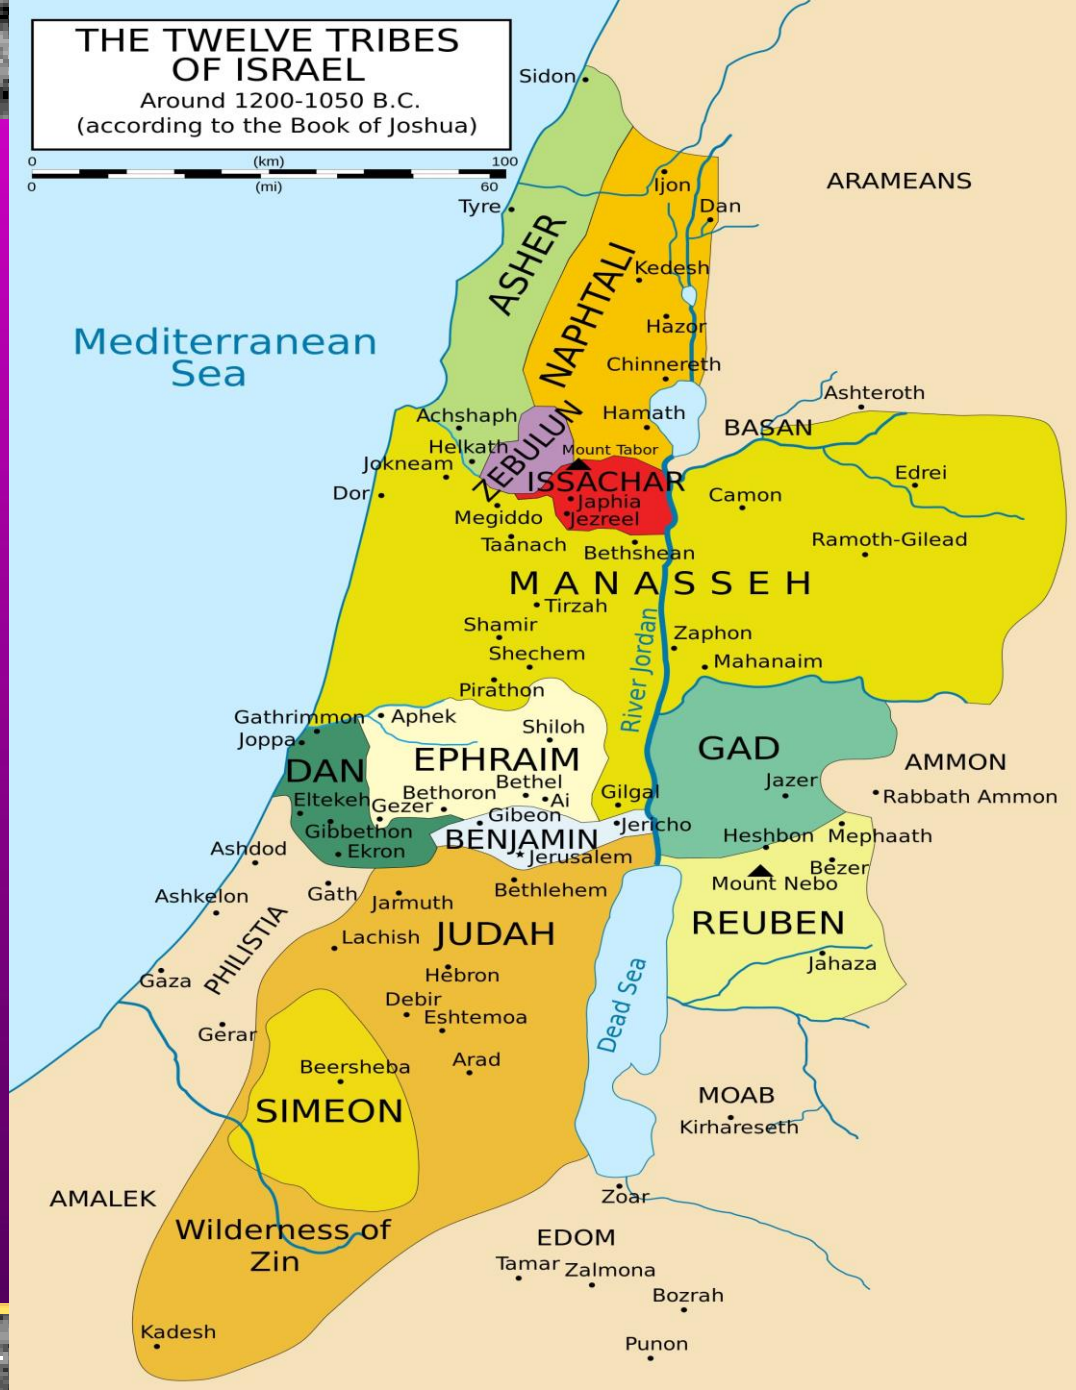 THE TWELVE TRIBES
OF ISRAEL
Around 1200-1050 B.C.
(according to the Book of Joshua)
0 (km) 100
0 (mi) 60
Sidon
Ijon
ARAMEANS
Tyre
Dan
ASHER
NAPHTALI
Kedesh
Hazor
Mediterranean
Sea
Chinnereth
Ashteroth
Achshaph
Hamath
BASAN
ZEBULUN
Helkath
Mount Tabor
Jokneam
Edrei
ISSACHAR
Dor
Camon
Japhia
Megiddo
Jezreel
Taanach
Bethshean
Ramoth-Gilead
MANASSEH
Tirzah
Shamir
River Jordan
Zaphon
Shechem
Mahanaim
Pirathon
Gathrimmon
Aphek
Joppa
Shiloh
GAD
DAN
EPHRAIM
AMMON
Bethel
Jazer
Eltekeh
Gezer
Bethoron
Ai
Gilgal
Rabbath Ammon
Gibeon
Gibbethon
Jericho
BENJAMIN
Heshbon
Mephaath
Ashdod
Ekron
Jerusalem
Bezer
Mount Nebo
Ashkelon
Gath
Bethlehem
Jarmuth
REUBEN
PHILISTIA
Lachish
JUDAH
Jahaza
Gaza
Hebron
Dead Sea
Debir
Eshtemoa
Gerar
Beersheba
Arad
SIMEON
MOAB
Kirhareseth
AMALEK
Zoar
Wilderness of
Zin
EDOM
Tamar
Zalmona
Bozrah
Kadesh
Punon